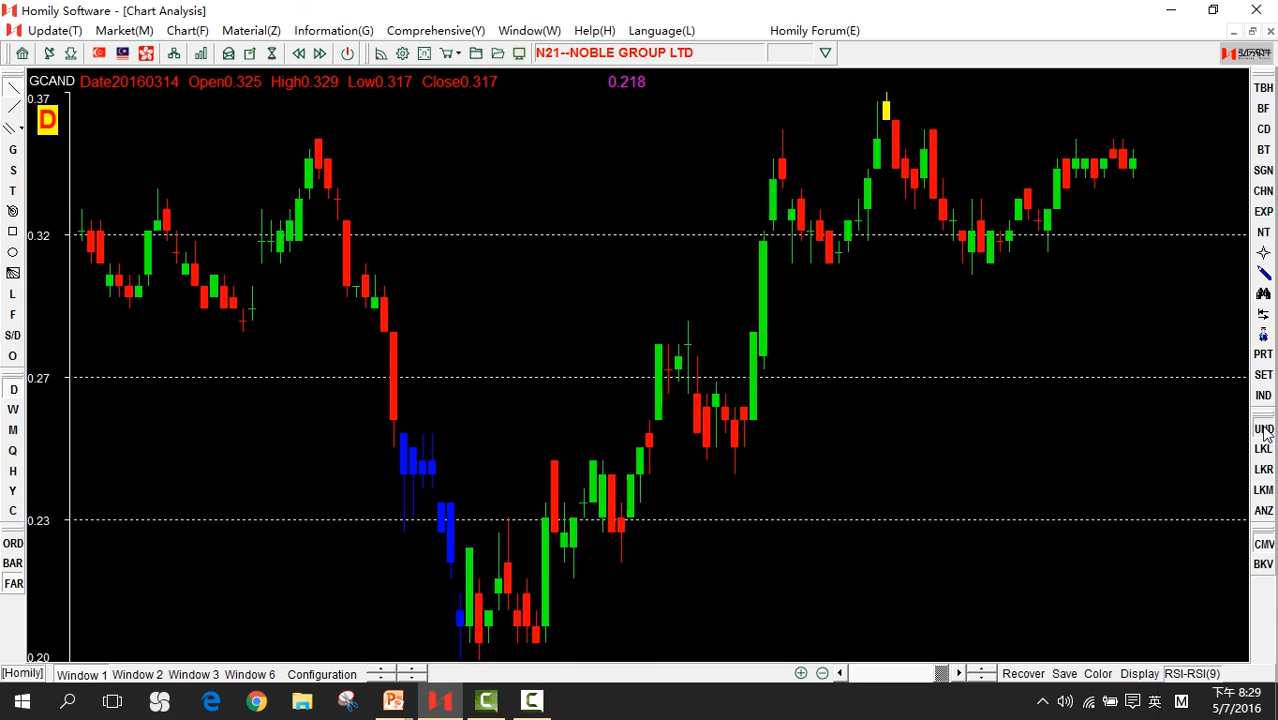 Homily Software - [Chart Analysis]
Update(T) Market(M) Chart(F) Material(Z) Information(G) Comprehensive(Y) Window(W) Help(H) Language(L) Homily Forum(E)
N21--NOBLE GROUP LTD
GCAND Date20160314 Open0.325 High0.329 Low0.317 Close0.317 0.218
0.37
D
0.32
0.27
0.23
0.20
G
S
T
L
F
S/D
O
D
W
M
Q
H
Y
C
ORD
BAR
FAR
TBH
BF
CD
BT
SGN
CHN
EXP
NT
PRT
SET
IND
UND
LKL
LKR
LKM
ANZ
CMV
BKV
[Homily] Window 1 Window 2 Window 3 Window 6 Configuration Recover Save Color Display RSI-RSI(9)
英 M 下午 8:29
5/7/2016